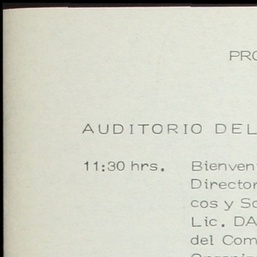 PRO
AUDITORIO DEL
11:30 hrs. Bienven
Director
cos y So
Lic. DA
del Com